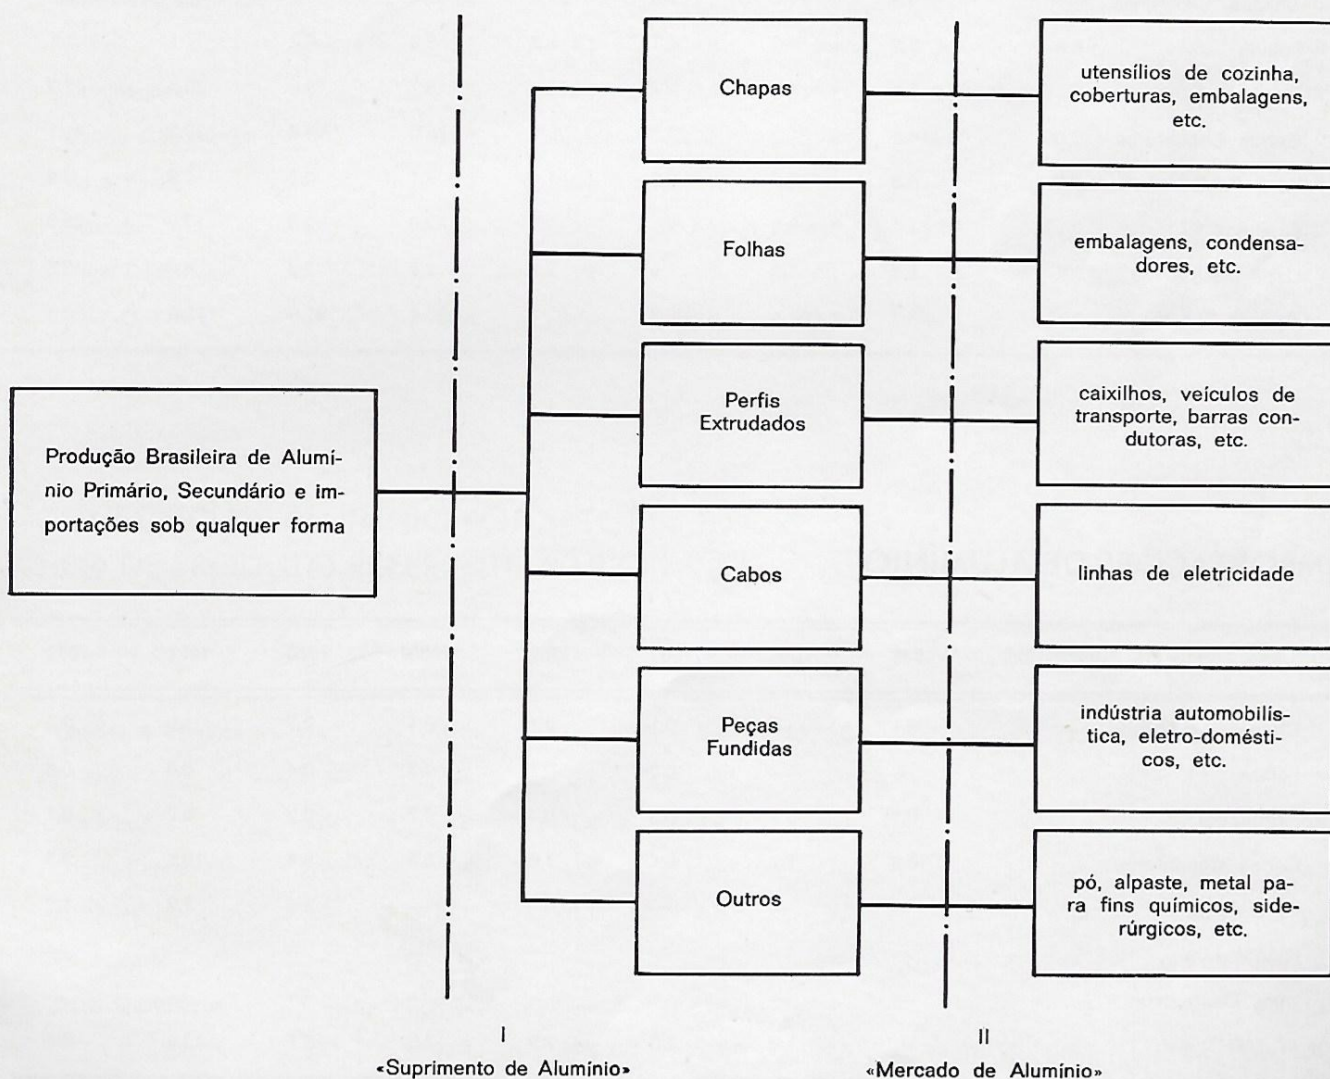 Produção Brasileira de Alumí-
nio Primário, Secundário e im-
portações sob qualquer forma
Chapas
utensílios de cozinha,
coberturas, embalagens,
etc.
Folhas
embalagens, condensa-
dores, etc.
Perfis
Extrudados
caixilhos, veículos de
transporte, barras con-
dutoras, etc.
Cabos
linhas de eletricidade
Peças
Fundidas
indústria automobilís-
tica, eletro-domésti-
cos, etc.
Outros
pó, alpaste, metal pa-
ra fins químicos, side-
rúrgicos, etc.
I
«Suprimento de Alumínio»
II
«Mercado de Alumínio»